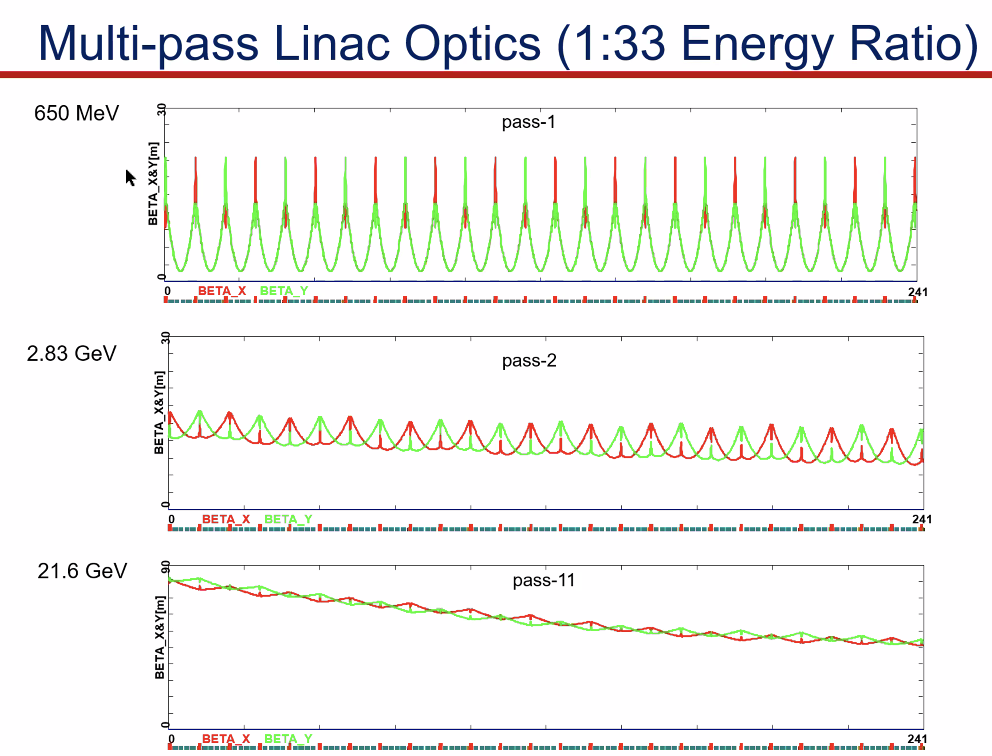 Multi-pass Linac Optics (1:33 Energy Ratio)
650 MeV
30
pass-1
BETA_X&Y[m]
0
0 BETA_X BETA_Y 241
2.83 GeV
30
pass-2
BETA_X&Y[m]
0
0 BETA_X BETA_Y 241
21.6 GeV
90
pass-11
BETA_X&Y[m]
0
0 BETA_X BETA_Y 241